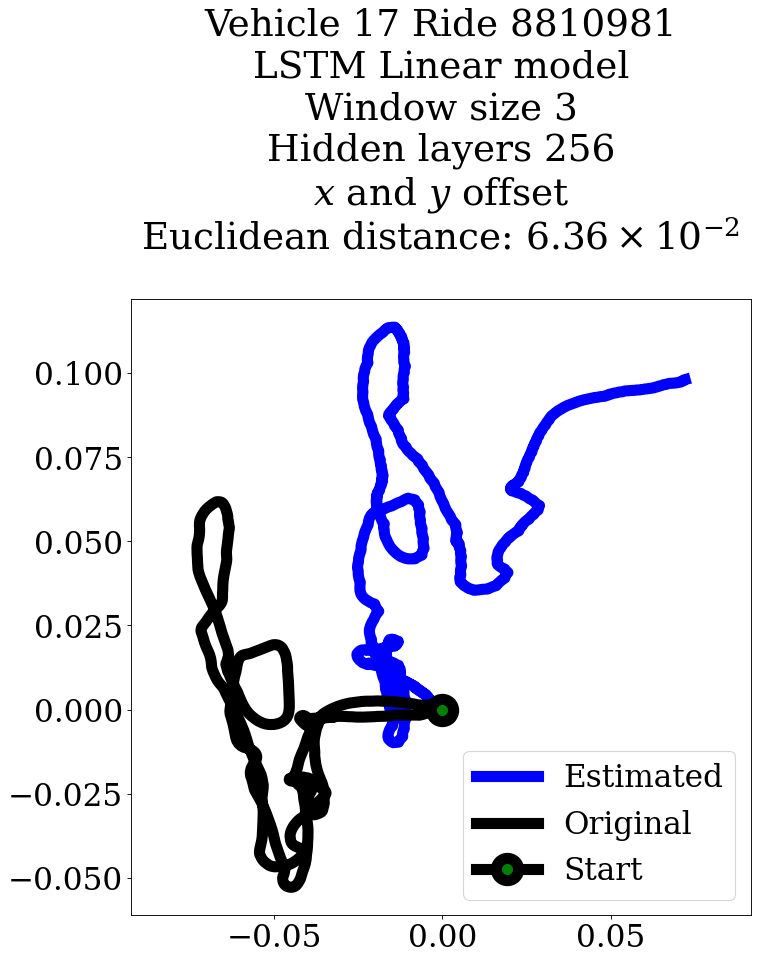 Vehicle 17 Ride 8810981
LSTM Linear model
Window size 3
Hidden layers 256
x and y offset
Euclidean distance: 6.36 × 10⁻²
0.100
0.075
0.050
0.025
0.000
−0.025
−0.050
Estimated
Original
Start
−0.05 0.00 0.05